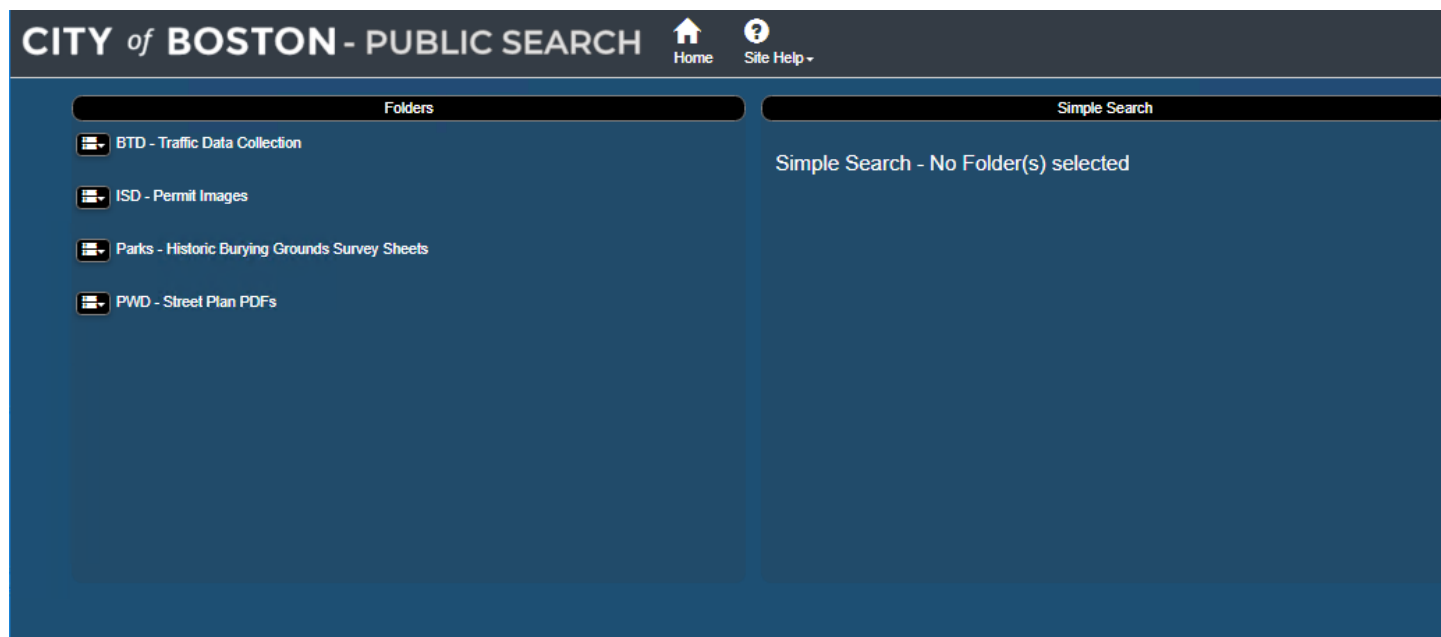 CITY of BOSTON - PUBLIC SEARCH
Home
Site Help
Folders
BTD - Traffic Data Collection
ISD - Permit Images
Parks - Historic Burying Grounds Survey Sheets
PWD - Street Plan PDFs
Simple Search
Simple Search - No Folder(s) selected